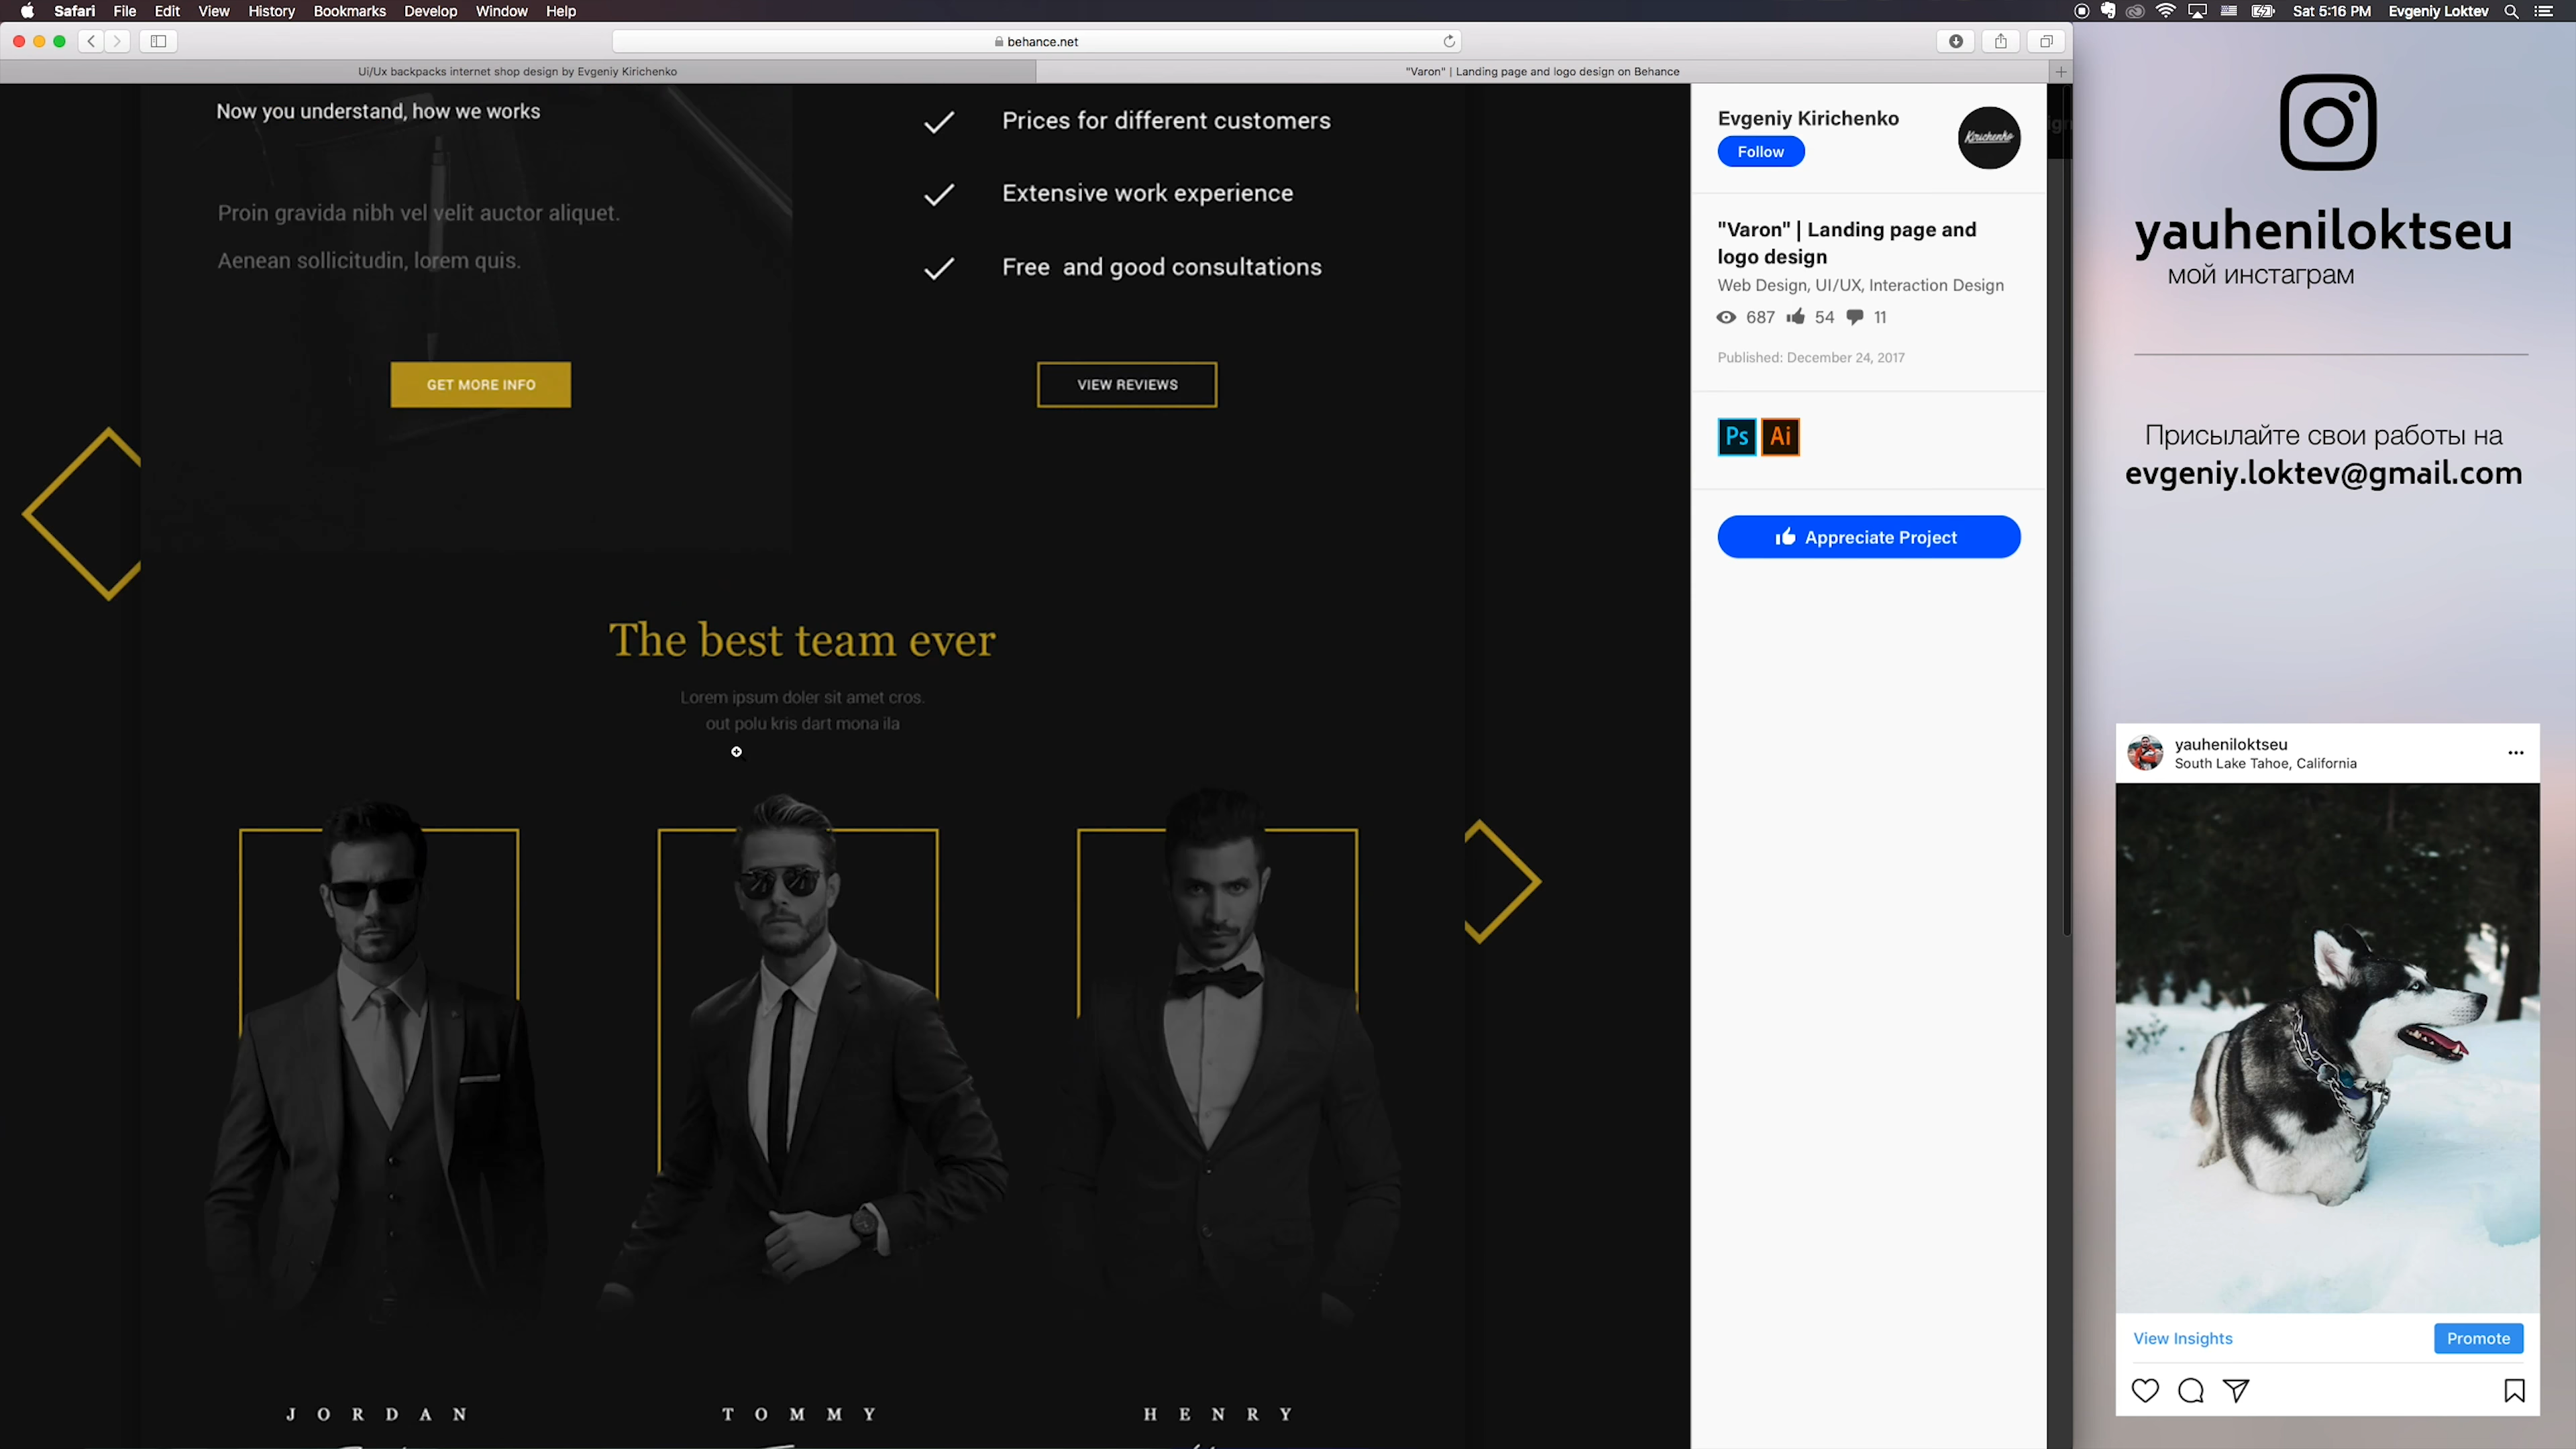 Safari File Edit View History Bookmarks Develop Window Help
Sat 5:16 PM Evgeniy Loktev
behance.net
Ui/Ux backpacks internet shop design by Evgeniy Kirichenko
"Varon" | Landing page and logo design on Behance
Now you understand, how we works
Proin gravida nibh vel velit auctor aliquet.
Aenean sollicitudin, lorem quis.
GET MORE INFO
Prices for different customers
Extensive work experience
Free and good consultations
VIEW REVIEWS
The best team ever
Lorem ipsum doler sit amet cros.
out polu kris dart mona ila
JORDAN
TOMMY
HENRY
Evgeniy Kirichenko
Follow
Kirichenko
"Varon" | Landing page and
logo design
Web Design, UI/UX, Interaction Design
687 54 11
Published: December 24, 2017
Ps Ai
Appreciate Project
yauheniloktseu
мой инстаграм
Присылайте свои работы на
evgeniy.loktev@gmail.com
yauheniloktseu
South Lake Tahoe, California
View Insights
Promote